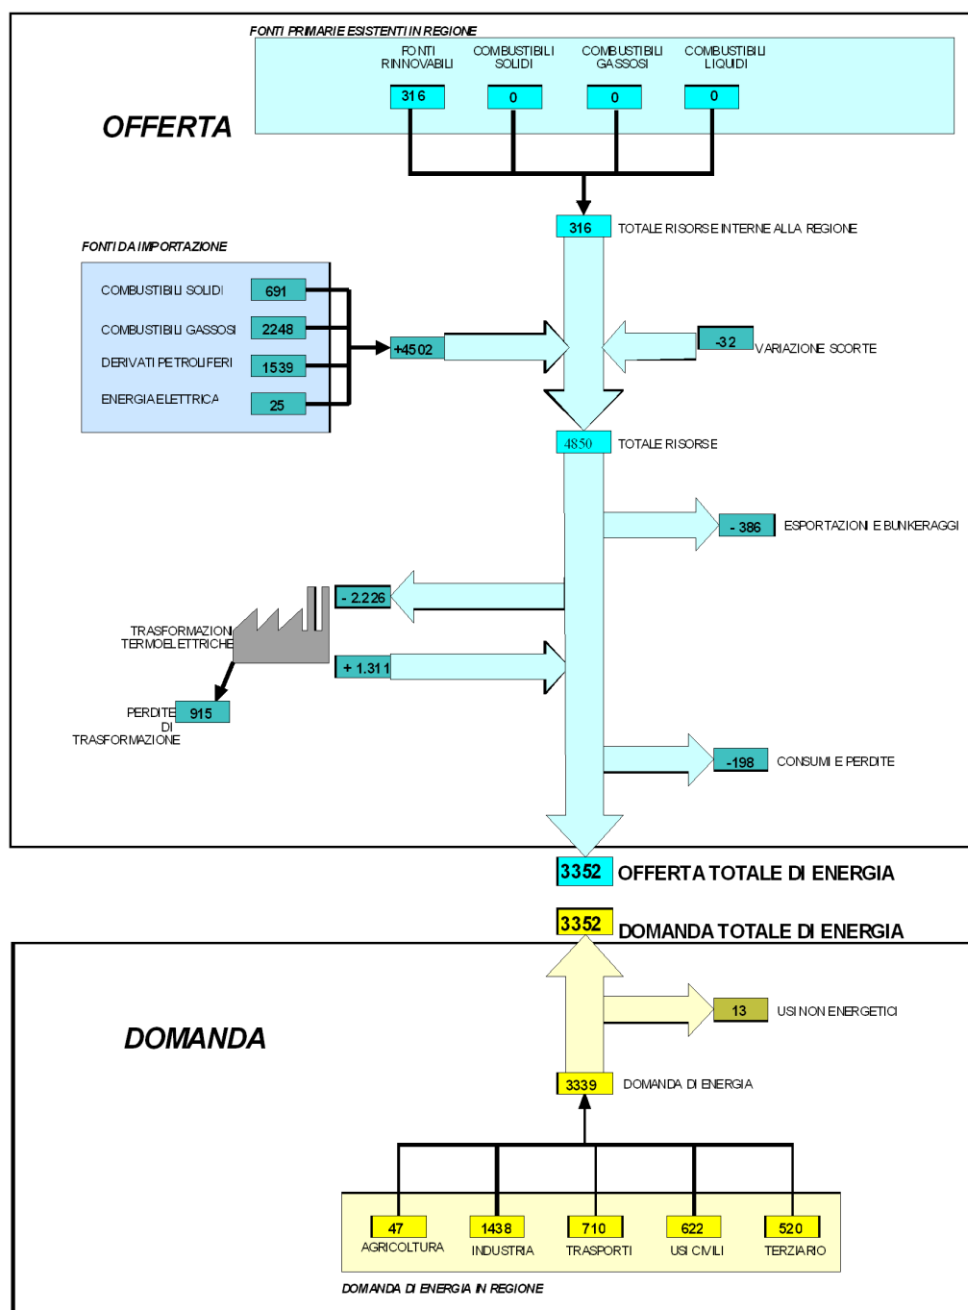 FONTI PRIMARIE ESISTENTI IN REGIONE
FONTI
RINNOVABILI
COMBUSTIBILI
SOLIDI
COMBUSTIBILI
GASSOSI
COMBUSTIBILI
LIQUIDI
316
0
0
0
OFFERTA
316
TOTALE RISORSE INTERNE ALLA REGIONE
FONTI DA IMPORTAZIONE
COMBUSTIBILI SOLIDI
691
COMBUSTIBILI GASSOSI
2248
DERIVATI PETROLIFERI
1539
ENERGIA ELETTRICA
25
+4502
-32
VARIAZIONE SCORTE
4850
TOTALE RISORSE
- 386
ESPORTAZIONI E BUNKERAGGI
- 2.226
TRASFORMAZIONI
TERMOELETTRICHE
+ 1.311
PERDITE
DI
TRASFORMAZIONE
915
-198
CONSUMI E PERDITE
3352
OFFERTA TOTALE DI ENERGIA
3352
DOMANDA TOTALE DI ENERGIA
13
USI NON ENERGETICI
DOMANDA
3339
DOMANDA DI ENERGIA
47
1438
710
622
520
AGRICOLTURA
INDUSTRIA
TRASPORTI
USI CIVILI
TERZIARIO
DOMANDA DI ENERGIA IN REGIONE